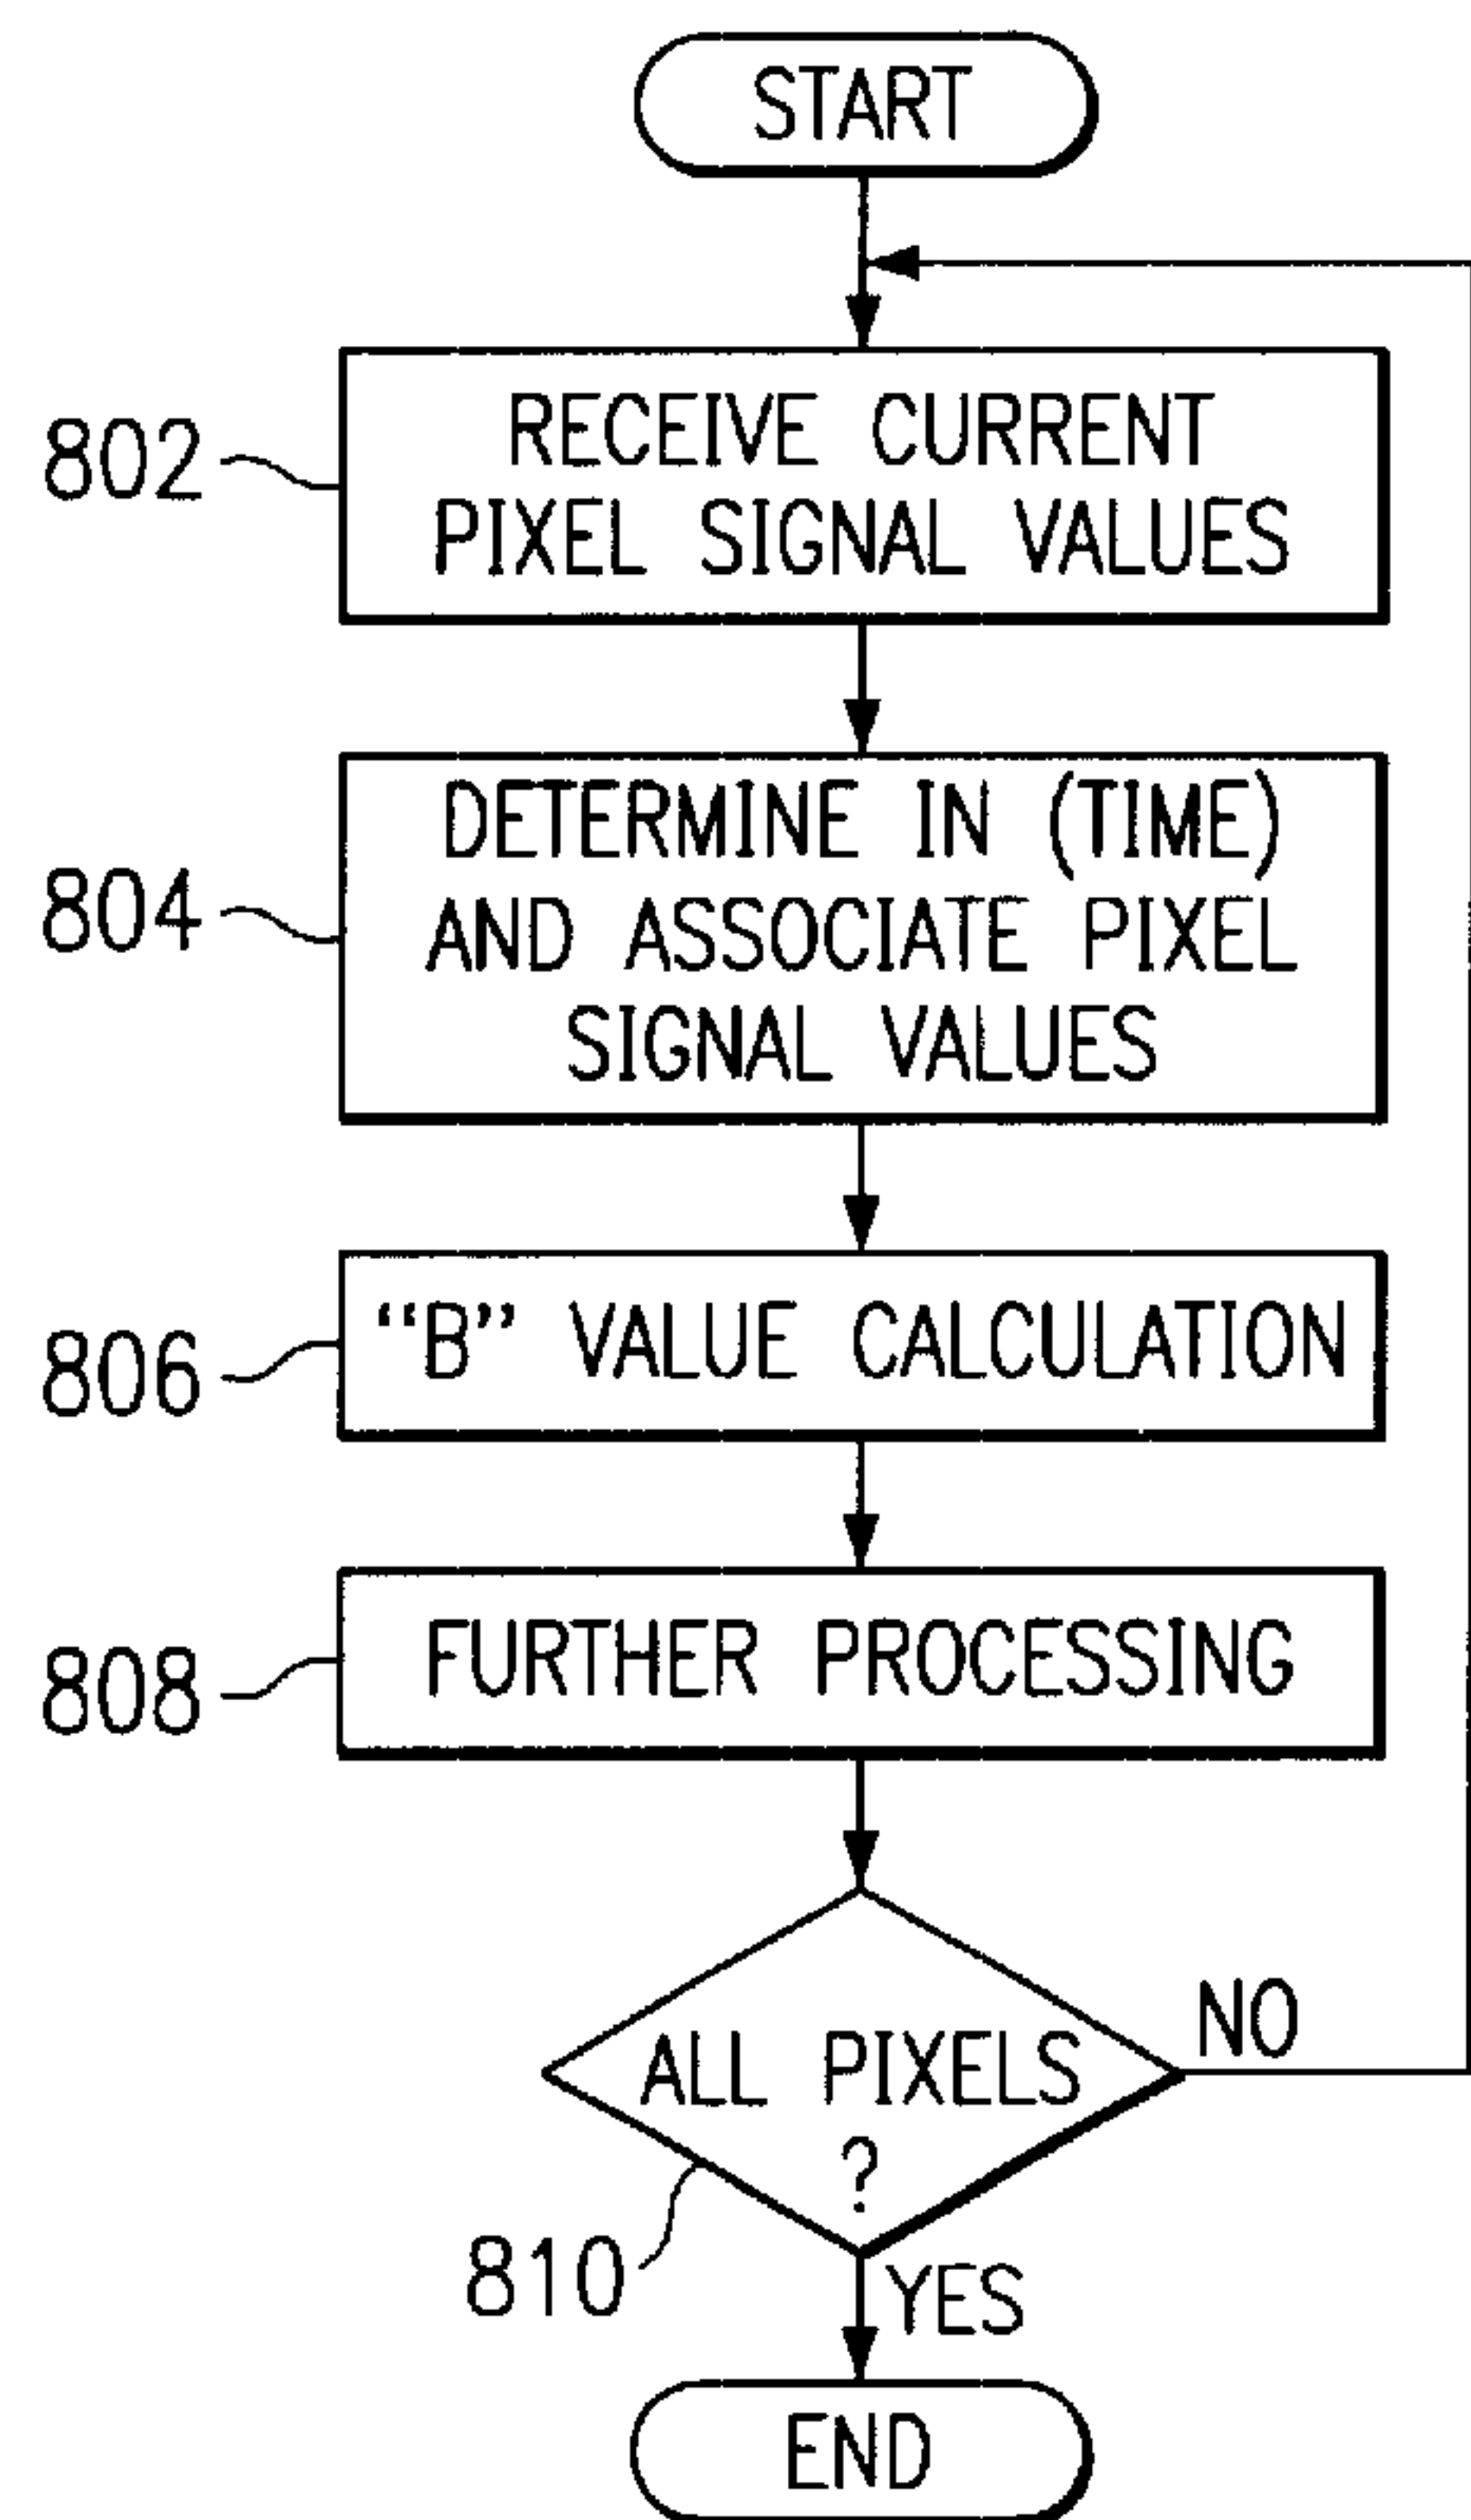 START
RECEIVE CURRENT
PIXEL SIGNAL VALUES
802
DETERMINE IN (TIME)
AND ASSOCIATE PIXEL
SIGNAL VALUES
804
“B” VALUE CALCULATION
806
FURTHER PROCESSING
808
ALL PIXELS
?
NO
810
YES
END